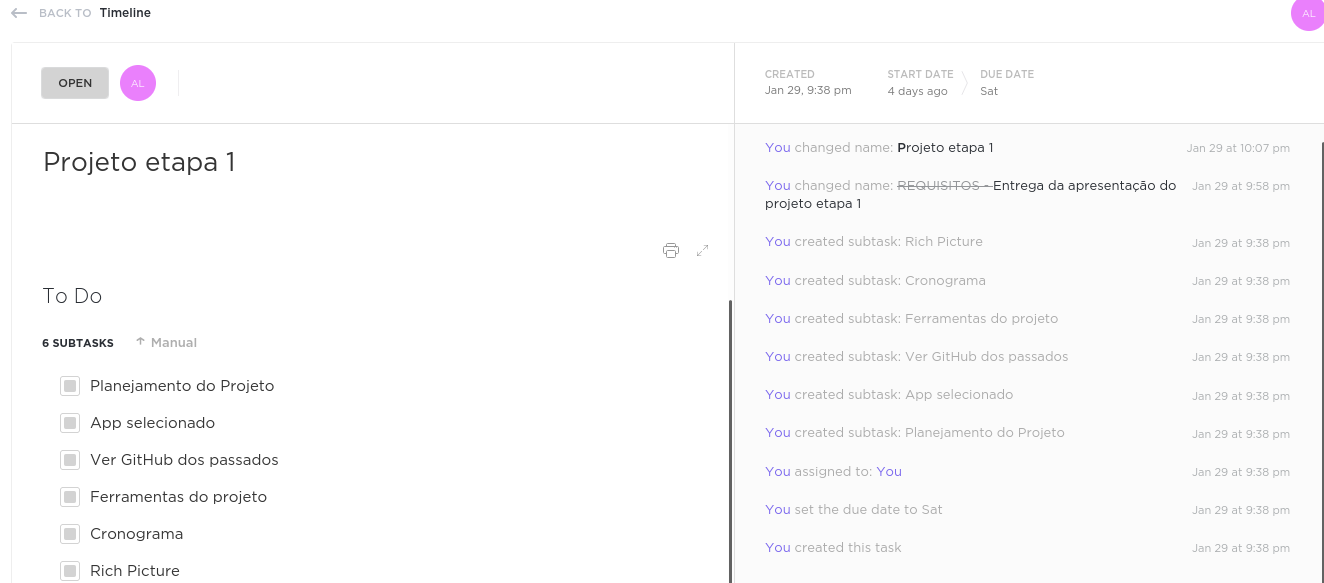 BACK TO Timeline
AL
OPEN
AL
CREATED
Jan 29, 9:38 pm
START DATE
4 days ago
DUE DATE
Sat
Projeto etapa 1
To Do
6 SUBTASKS Manual
Planejamento do Projeto
App selecionado
Ver GitHub dos passados
Ferramentas do projeto
Cronograma
Rich Picture
You changed name: Projeto etapa 1 Jan 29 at 10:07 pm
You changed name: REQUISITOS - Entrega da apresentação do Jan 29 at 9:58 pm
projeto etapa 1
You created subtask: Rich Picture Jan 29 at 9:38 pm
You created subtask: Cronograma Jan 29 at 9:38 pm
You created subtask: Ferramentas do projeto Jan 29 at 9:38 pm
You created subtask: Ver GitHub dos passados Jan 29 at 9:38 pm
You created subtask: App selecionado Jan 29 at 9:38 pm
You created subtask: Planejamento do Projeto Jan 29 at 9:38 pm
You assigned to: You Jan 29 at 9:38 pm
You set the due date to Sat Jan 29 at 9:38 pm
You created this task Jan 29 at 9:38 pm